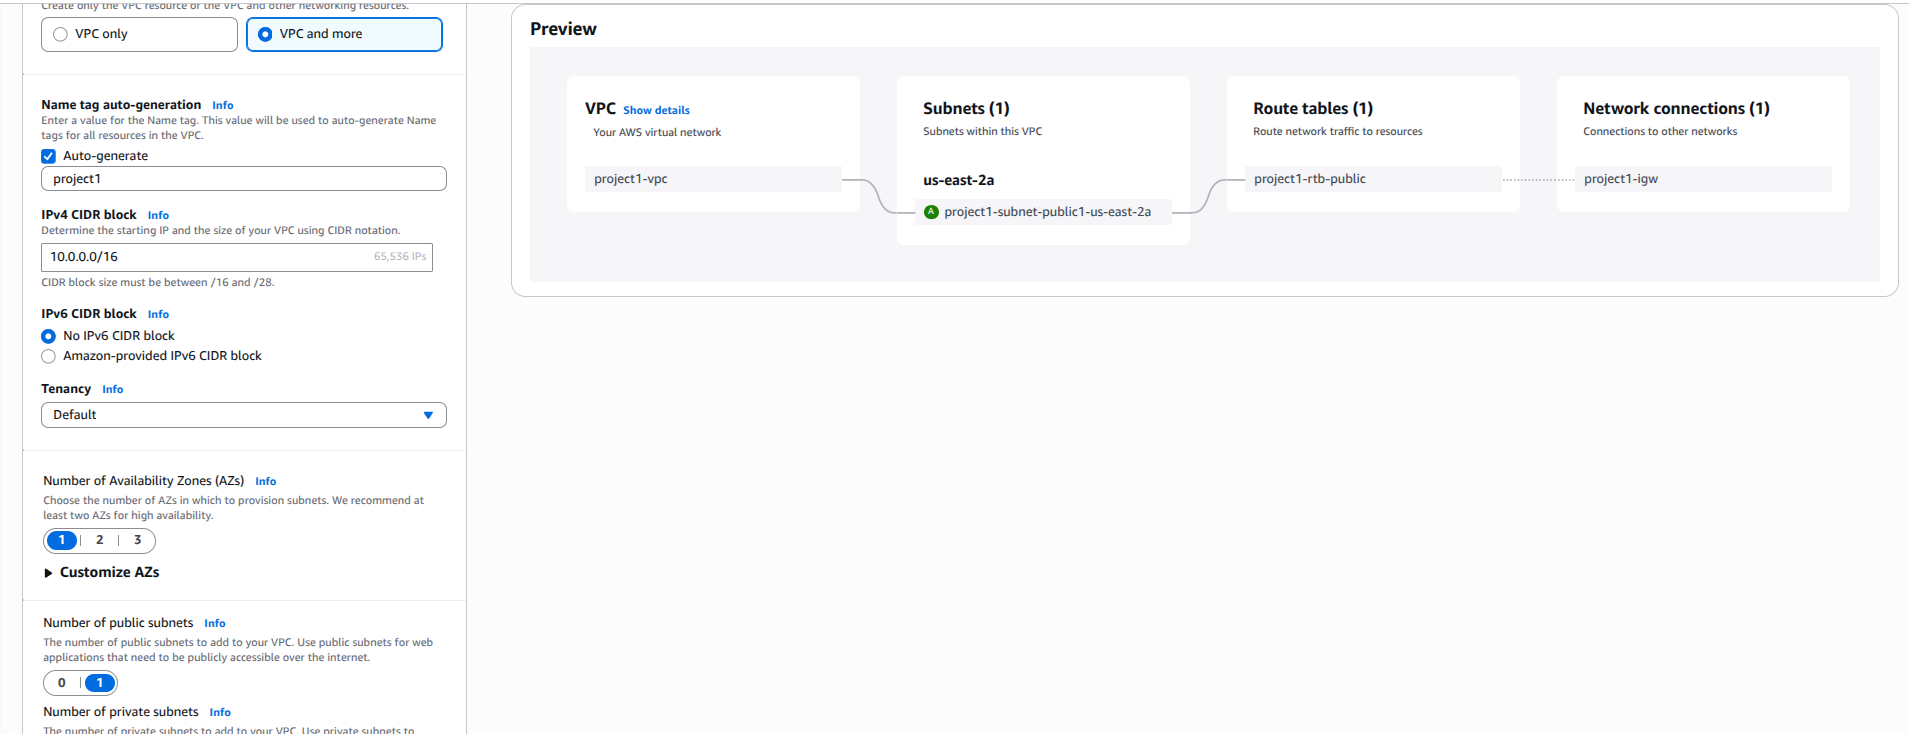 Create only the VPC resource or the VPC and other networking resources.
VPC only
VPC and more
Name tag auto-generation Info
Enter a value for the Name tag. This value will be used to auto-generate Name
tags for all resources in the VPC.
Auto-generate
project1
IPv4 CIDR block Info
Determine the starting IP and the size of your VPC using CIDR notation.
10.0.0.0/16 65,536 IPs
CIDR block size must be between /16 and /28.
IPv6 CIDR block Info
No IPv6 CIDR block
Amazon-provided IPv6 CIDR block
Tenancy Info
Default
Number of Availability Zones (AZs) Info
Choose the number of AZs in which to provision subnets. We recommend at
least two AZs for high availability.
1 2 3
Customize AZs
Number of public subnets Info
The number of public subnets to add to your VPC. Use public subnets for web
applications that need to be publicly accessible over the internet.
0 1
Number of private subnets Info
The number of private subnets to add to your VPC. Use private subnets to
Preview
VPC Show details
Your AWS virtual network
project1-vpc
Subnets (1)
Subnets within this VPC
us-east-2a
A project1-subnet-public1-us-east-2a
Route tables (1)
Route network traffic to resources
project1-rtb-public
Network connections (1)
Connections to other networks
project1-igw